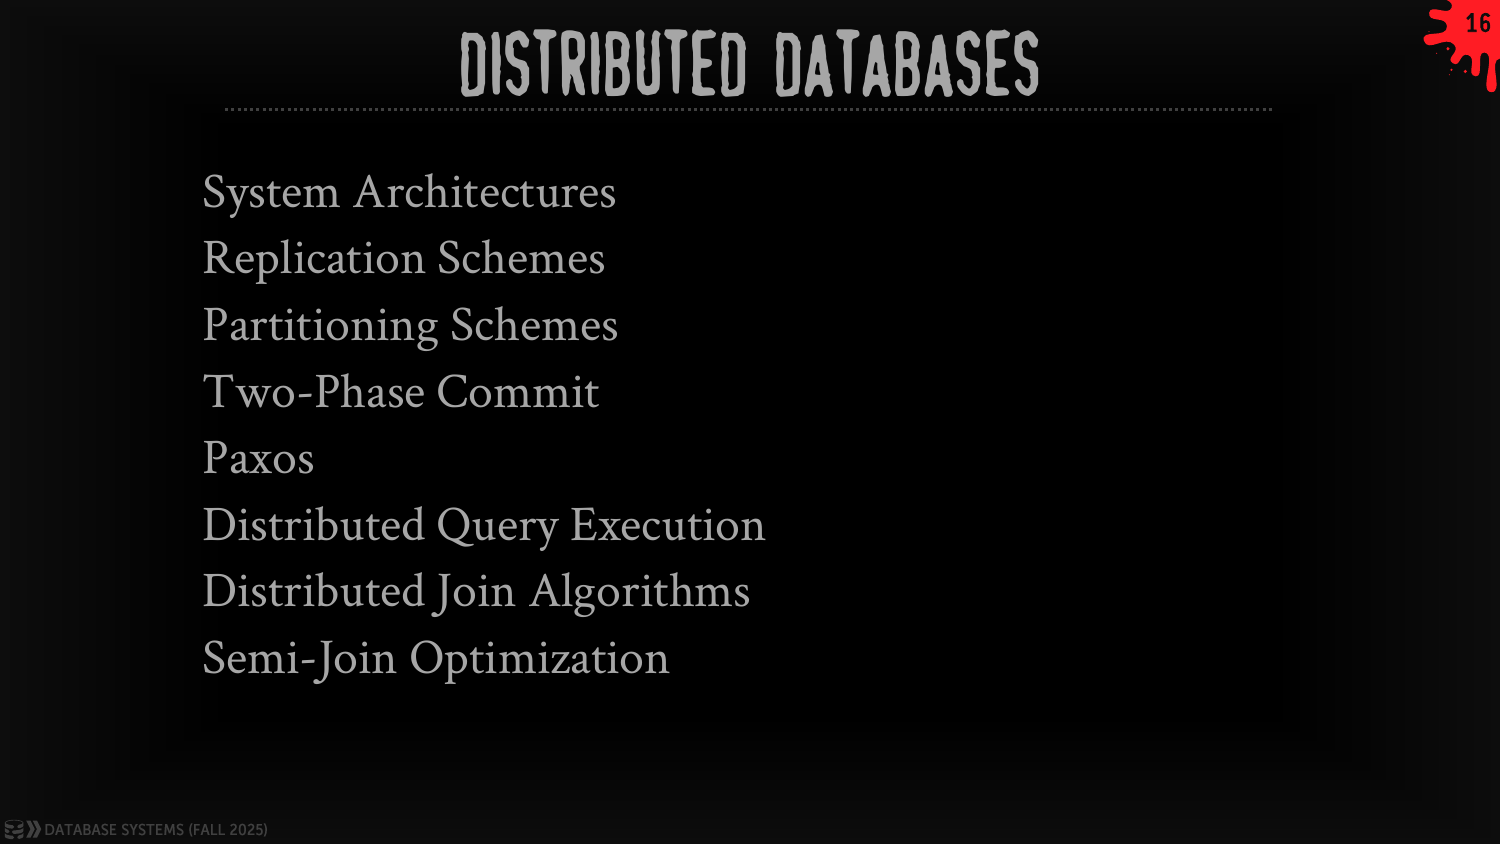 DISTRIBUTED DATABASES
16
System Architectures
Replication Schemes
Partitioning Schemes
Two-Phase Commit
Paxos
Distributed Query Execution
Distributed Join Algorithms
Semi-Join Optimization
DATABASE SYSTEMS (FALL 2025)